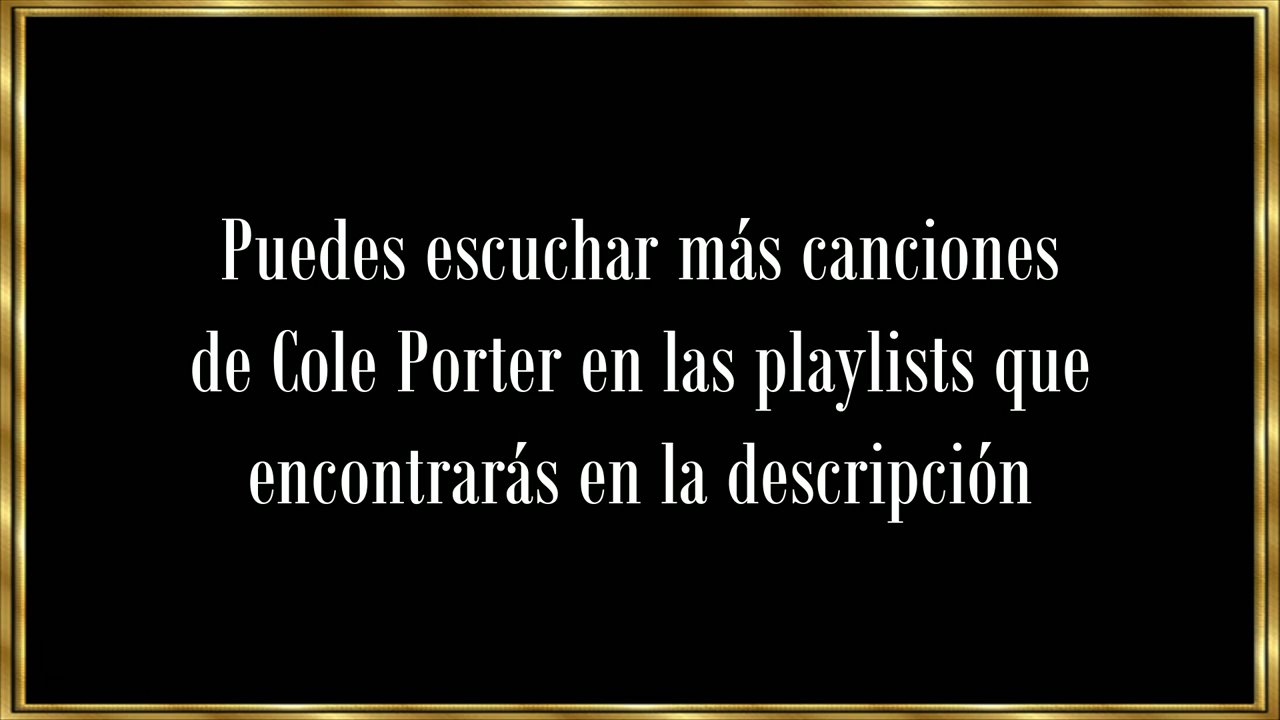 Puedes escuchar más canciones
de Cole Porter en las playlists que
encontrarás en la descripción